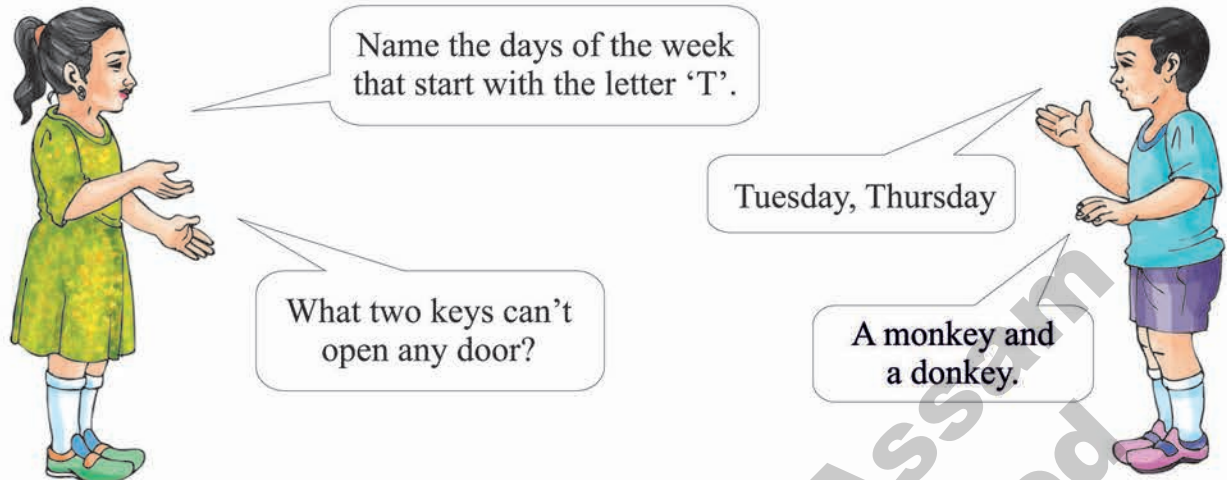 Name the days of the week
that start with the letter ‘T’.
Tuesday, Thursday
What two keys can’t
open any door?
A monkey and
a donkey.
Assam